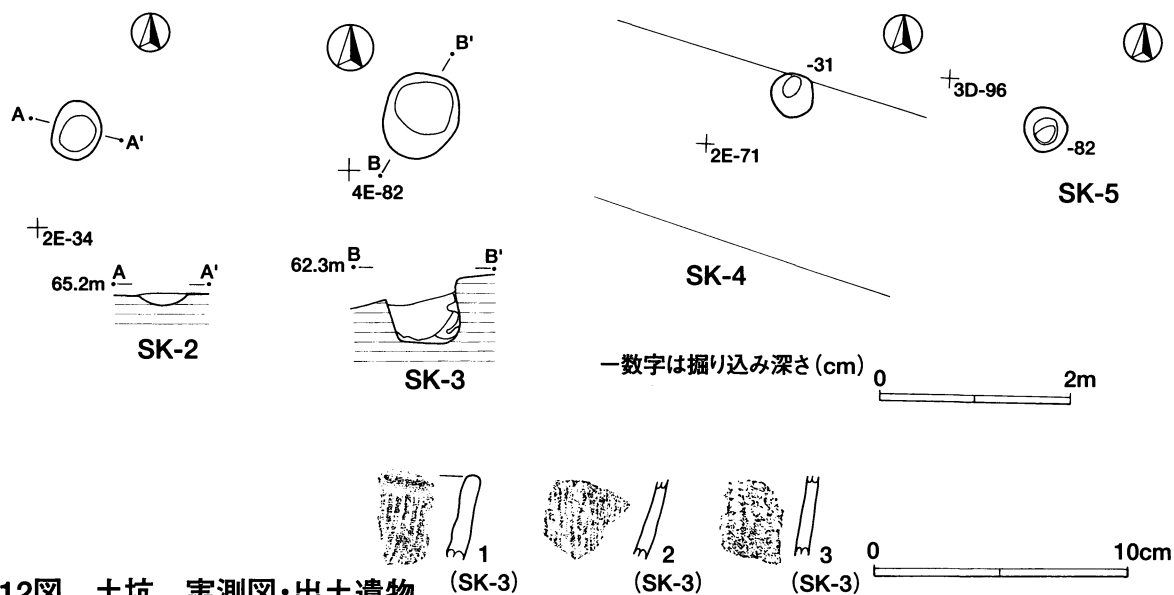 A
A'
2E-34
65.2m
A
A'
SK-2
B'
B
4E-82
62.3m
B
B'
SK-3
-31
2E-71
SK-4
3D-96
-82
SK-5
―数字は掘り込み深さ(cm)
0 2m
1
(SK-3)
2
(SK-3)
3
(SK-3)
0 10cm
12図 土坑 実測図・出土遺物